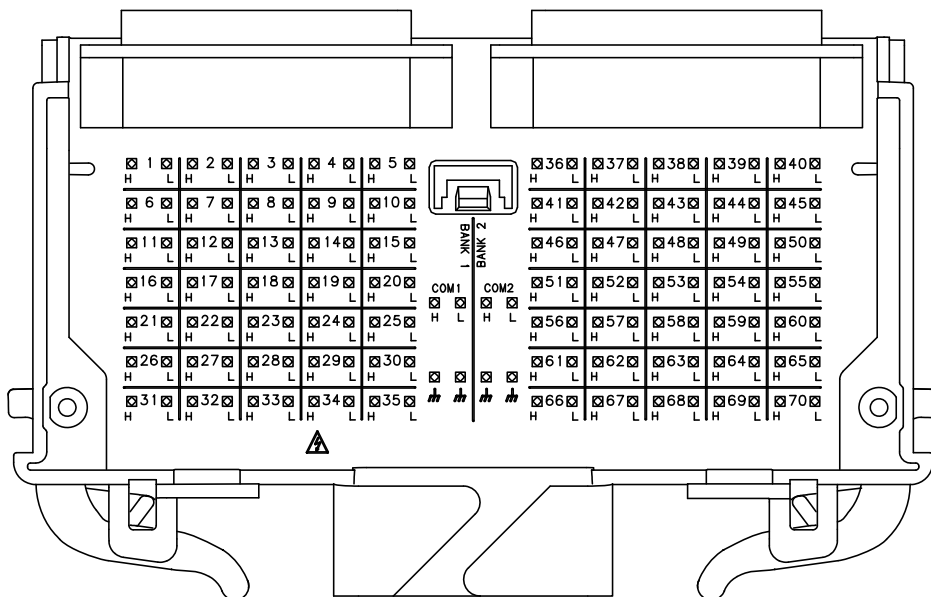 1 2 3 4 5 36 37 38 39 40
H L H L H L H L H L H L H L H L H L H L
6 7 8 9 10 41 42 43 44 45
H L H L H L H L H L H L H L H L H L H L
11 12 13 14 15 BANK 1 BANK 2 46 47 48 49 50
H L H L H L H L H L H L H L H L H L H L
16 17 18 19 20 COM1 COM2 51 52 53 54 55
H L H L H L H L H L H L H L H L H L H L
21 22 23 24 25 H L H L 56 57 58 59 60
H L H L H L H L H L H L H L H L H L H L
26 27 28 29 30 61 62 63 64 65
H L H L H L H L H L H L H L H L H L H L
31 32 33 34 35 66 67 68 69 70
H L H L H L H L H L H L H L H L H L H L